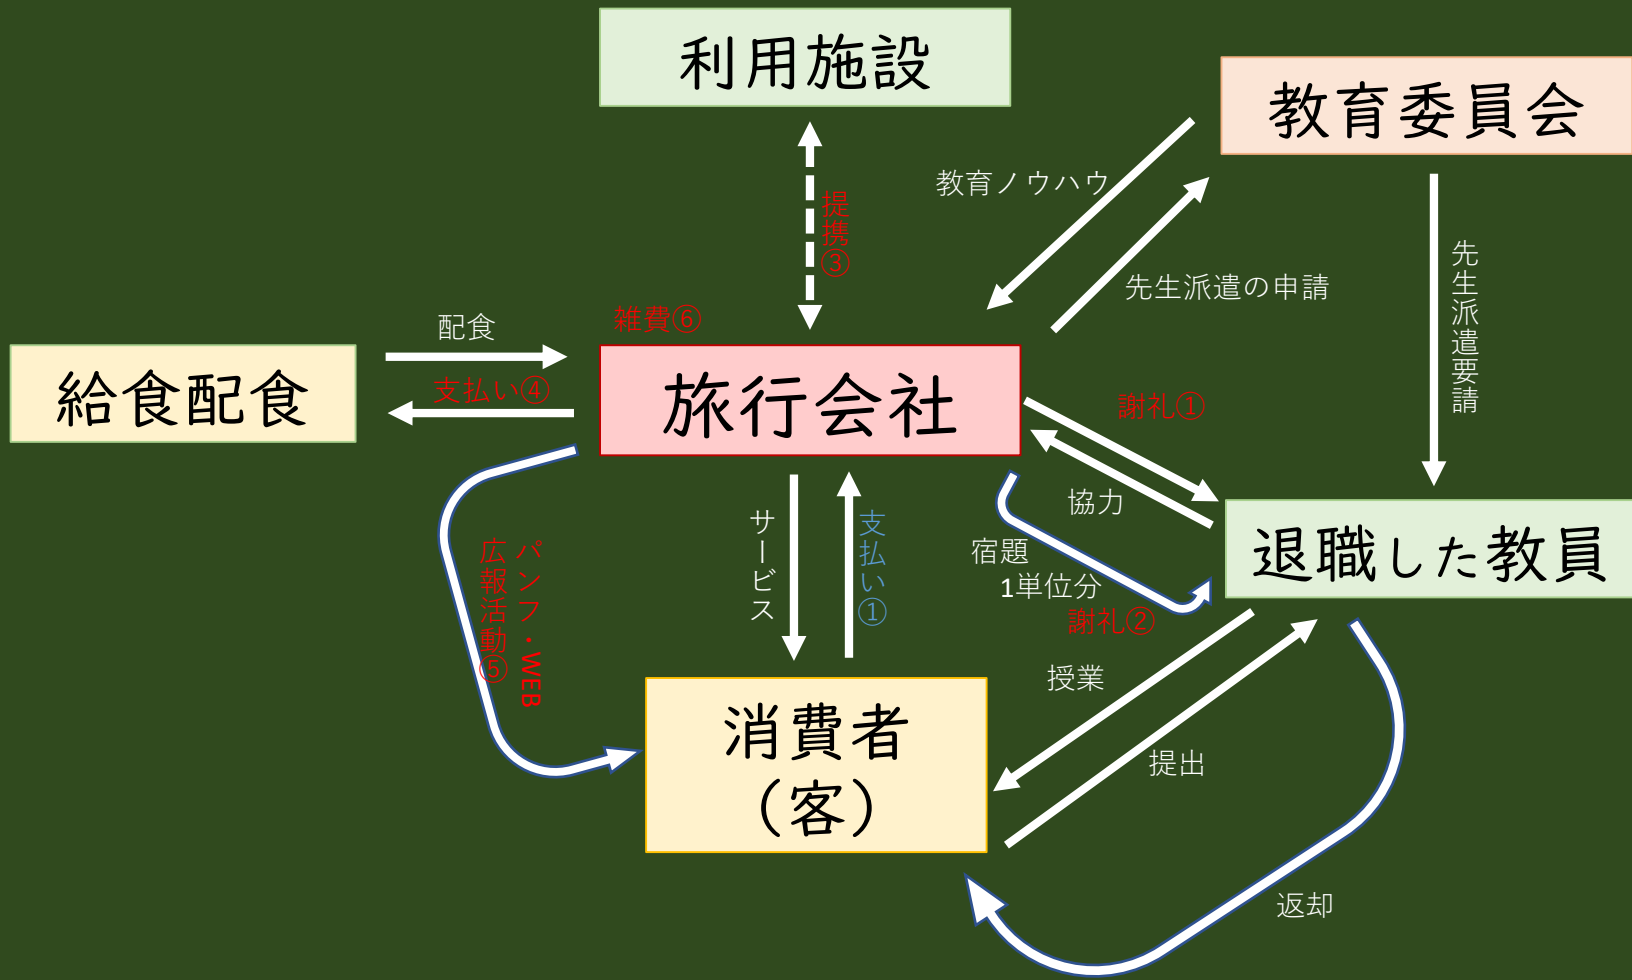 利用施設
教育委員会
教育ノウハウ
提携③
先生派遣の申請
先生派遣要請
雑費⑥
配食
給食配食
支払い④
旅行会社
謝礼①
協力
退職した教員
サービス
支払い①
宿題
1単位分
謝礼②
パンフ・WEB
広報活動⑤
授業
提出
消費者
（客）
返却